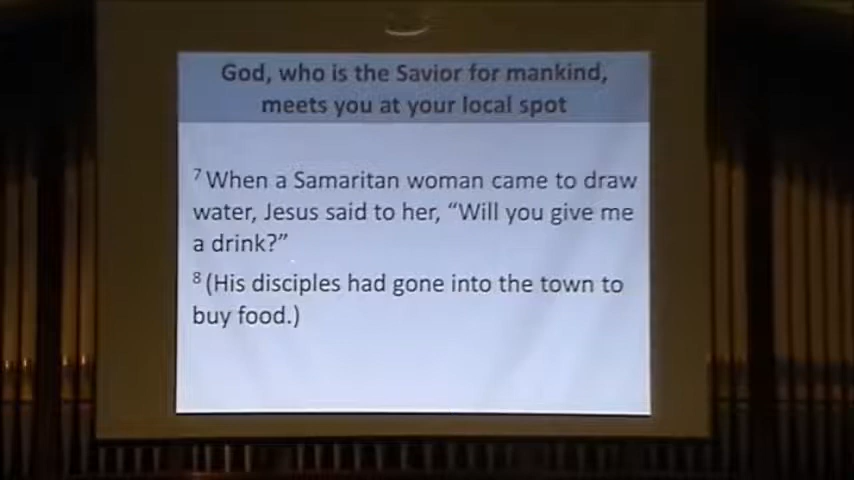 God, who is the Savior for mankind,
meets you at your local spot
7 When a Samaritan woman came to draw
water, Jesus said to her, “Will you give me
a drink?”
8 (His disciples had gone into the town to
buy food.)